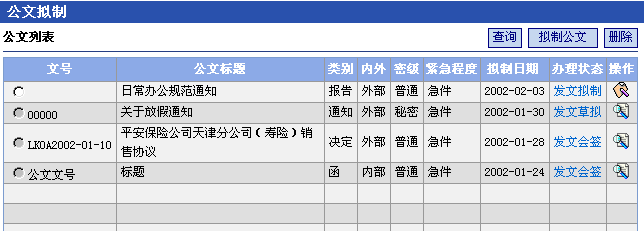 公文拟制
公文列表 查询 拟制公文 删除
文号 公文标题 类别 内外 密级 紧急程度 拟制日期 办理状态 操作
日常办公规范通知 报告 外部 普通 急件 2002-02-03 发文拟制
00000 关于放假通知 通知 外部 秘密 急件 2002-01-30 发文草拟
LKOA2002-01-10 平安保险公司天津分公司（寿险）销
售协议 决定 外部 普通 急件 2002-01-28 发文会签
公文文号 标题 函 内部 普通 急件 2002-01-24 发文会签